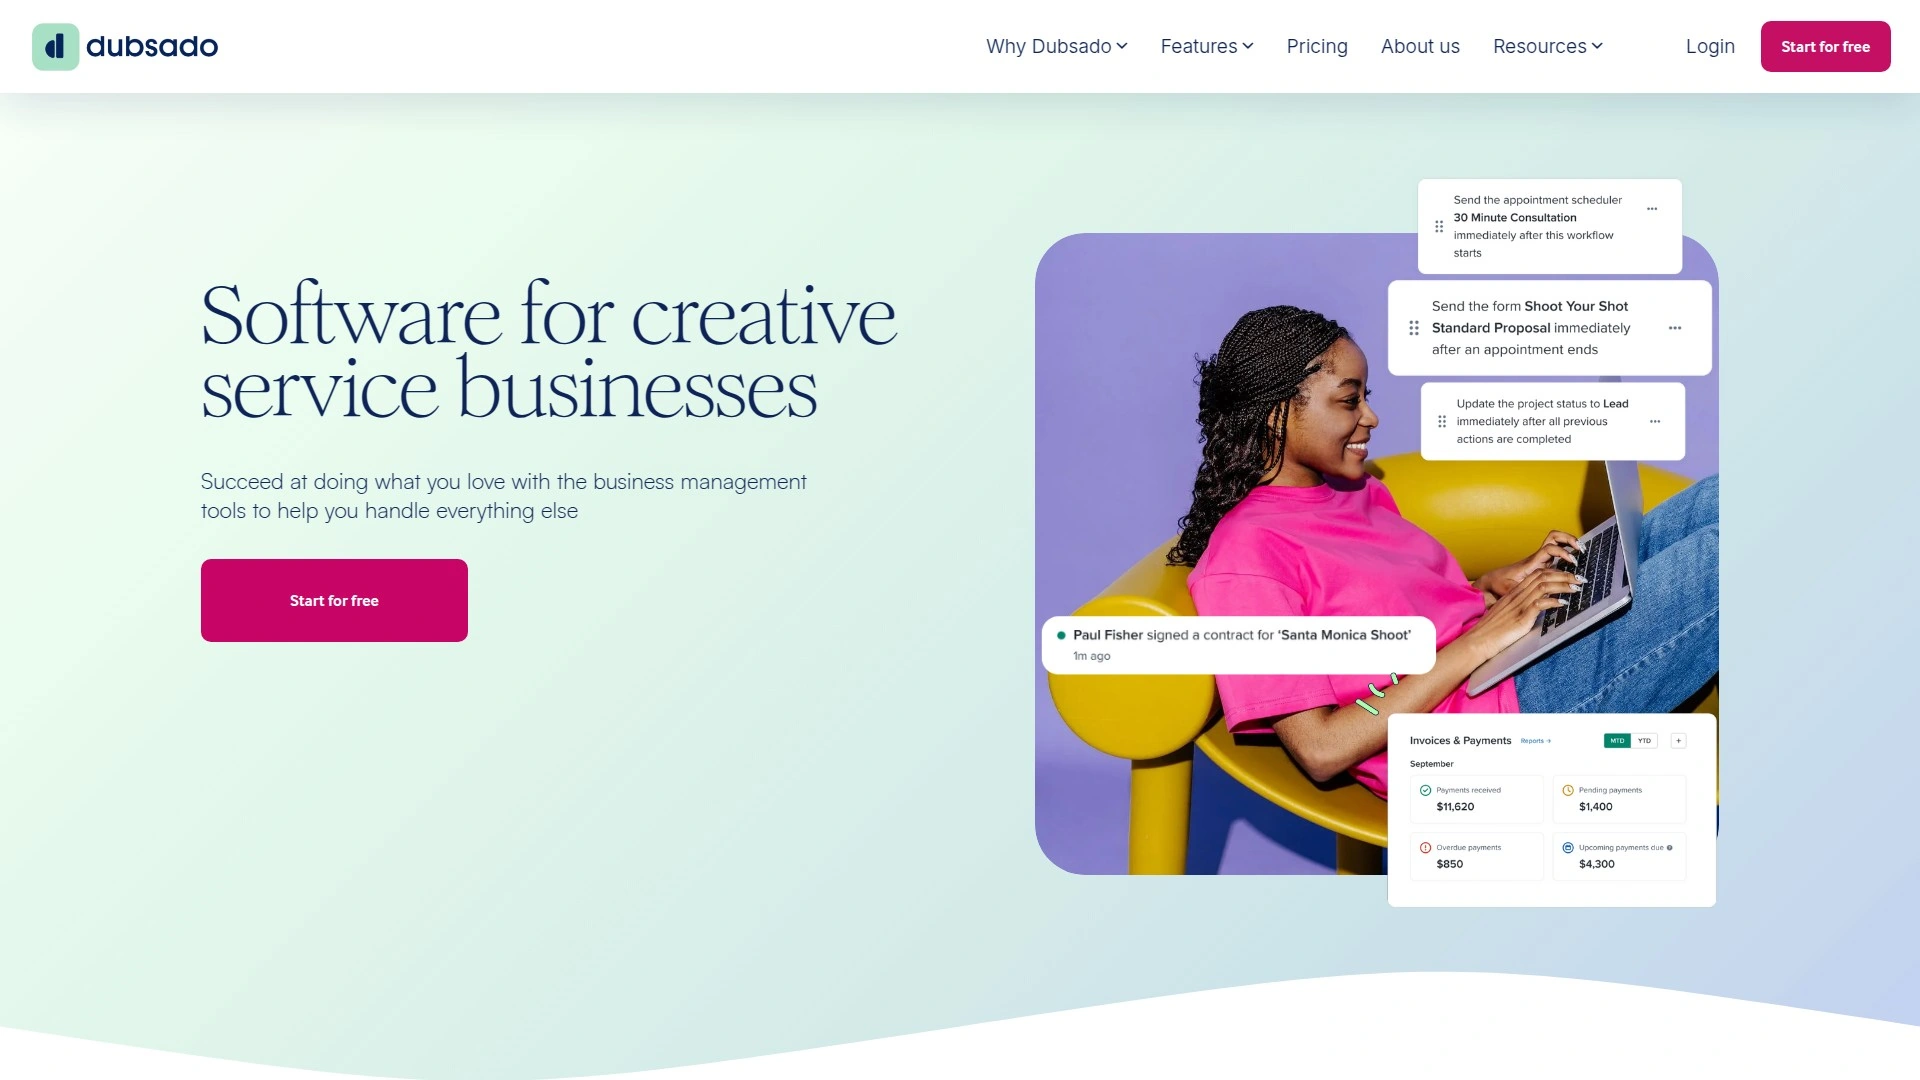 dubsado
Why Dubsado
Features
Pricing
About us
Resources
Login
Start for free
Software for creative
service businesses
Succeed at doing what you love with the business management
tools to help you handle everything else
Start for free
Send the appointment scheduler
30 Minute Consultation
immediately after this workflow
starts
Send the form Shoot Your Shot
Standard Proposal immediately
after an appointment ends
Update the project status to Lead
immediately after all previous
actions are completed
Paul Fisher signed a contract for ‘Santa Monica Shoot’
1m ago
Invoices & Payments
Reports →
MTD
YTD
+
September
Payments received
$11,620
Pending payments
$1,400
Overdue payments
$850
Upcoming payments due
$4,300